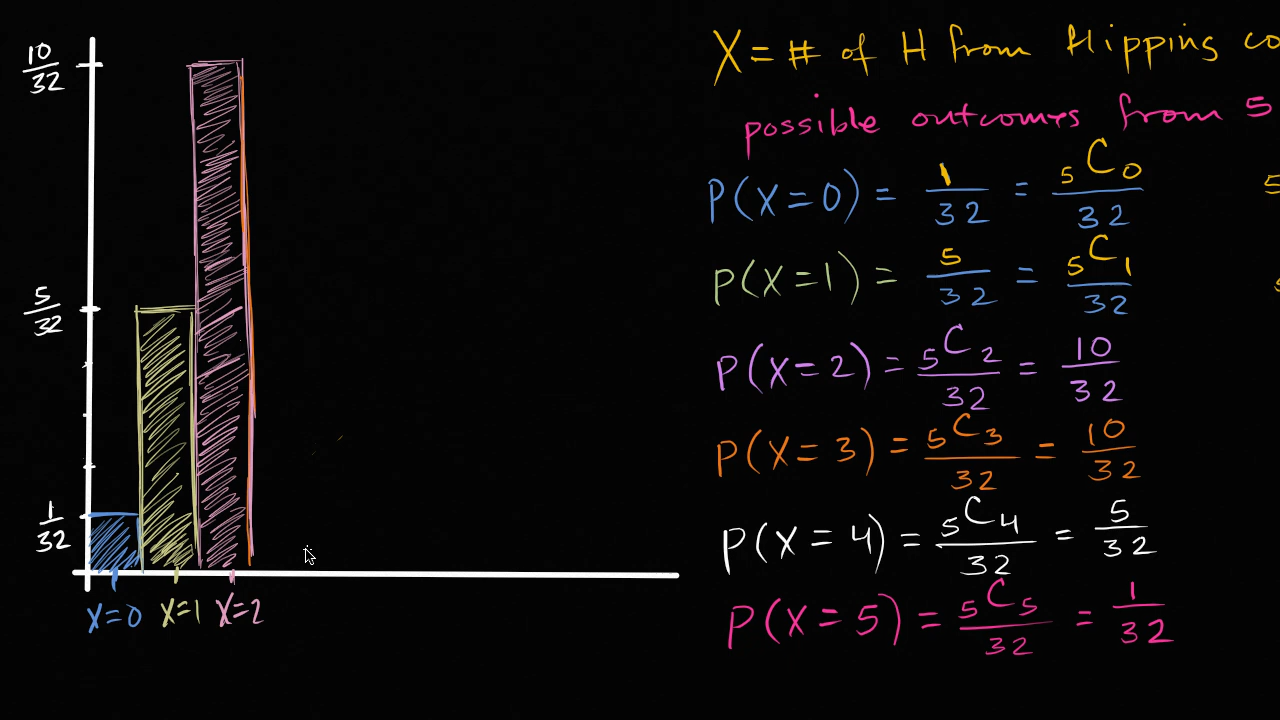 10/32
5/32
1/32
X=0 X=1 X=2
X = # of H from flipping co
possible outcomes from 5
P(X=0) = 1/32 = 5C0/32
P(X=1) = 5/32 = 5C1/32
P(X=2) = 5C2/32 = 10/32
P(X=3) = 5C3/32 = 10/32
P(X=4) = 5C4/32 = 5/32
P(X=5) = 5C5/32 = 1/32